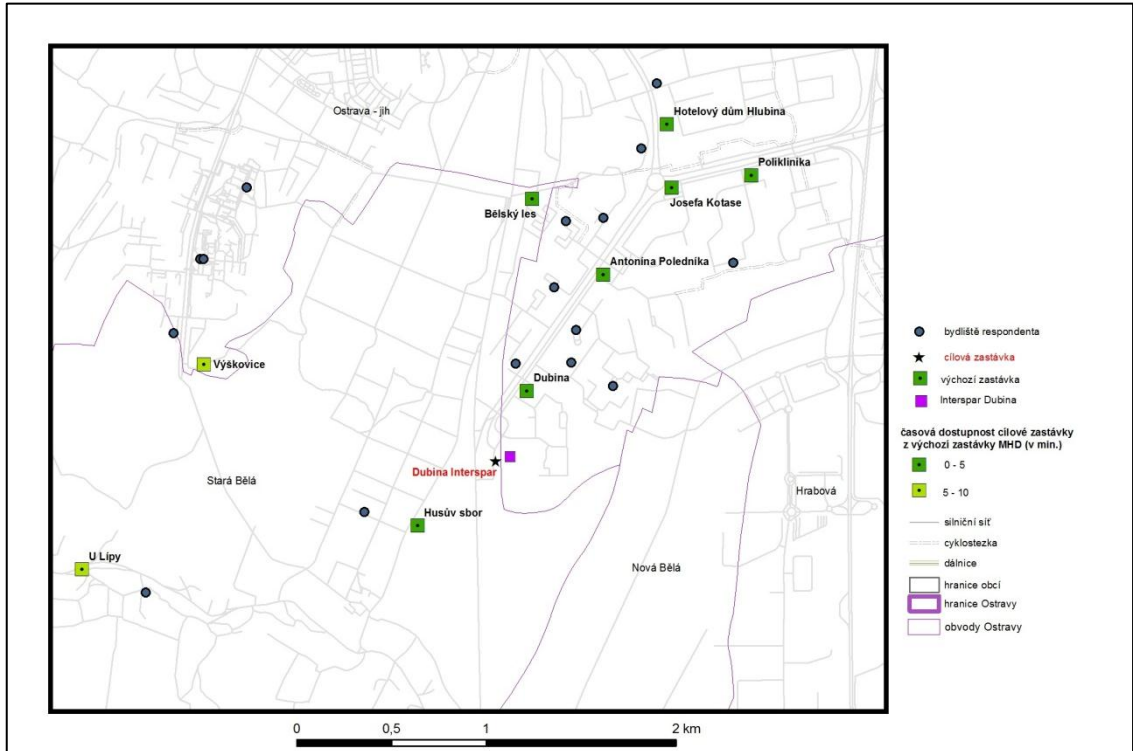 Ostrava - jih
Hotelový dům Hlubina
Poliklinika
Josefa Kotase
Bělský les
Antonína Poledníka
Výškovice
Dubina
Dubina Interspar
Stará Bělá
Hrabová
Husův sbor
U Lípy
Nová Bělá
bydliště respondenta
cílová zastávka
výchozí zastávka
Interspar Dubina
časová dostupnost cílové zastávky
z výchozí zastávky MHD (v min.)
0 - 5
5 - 10
silniční síť
cyklostezka
dálnice
hranice obcí
hranice Ostravy
obvody Ostravy
0 0,5 1 2 km